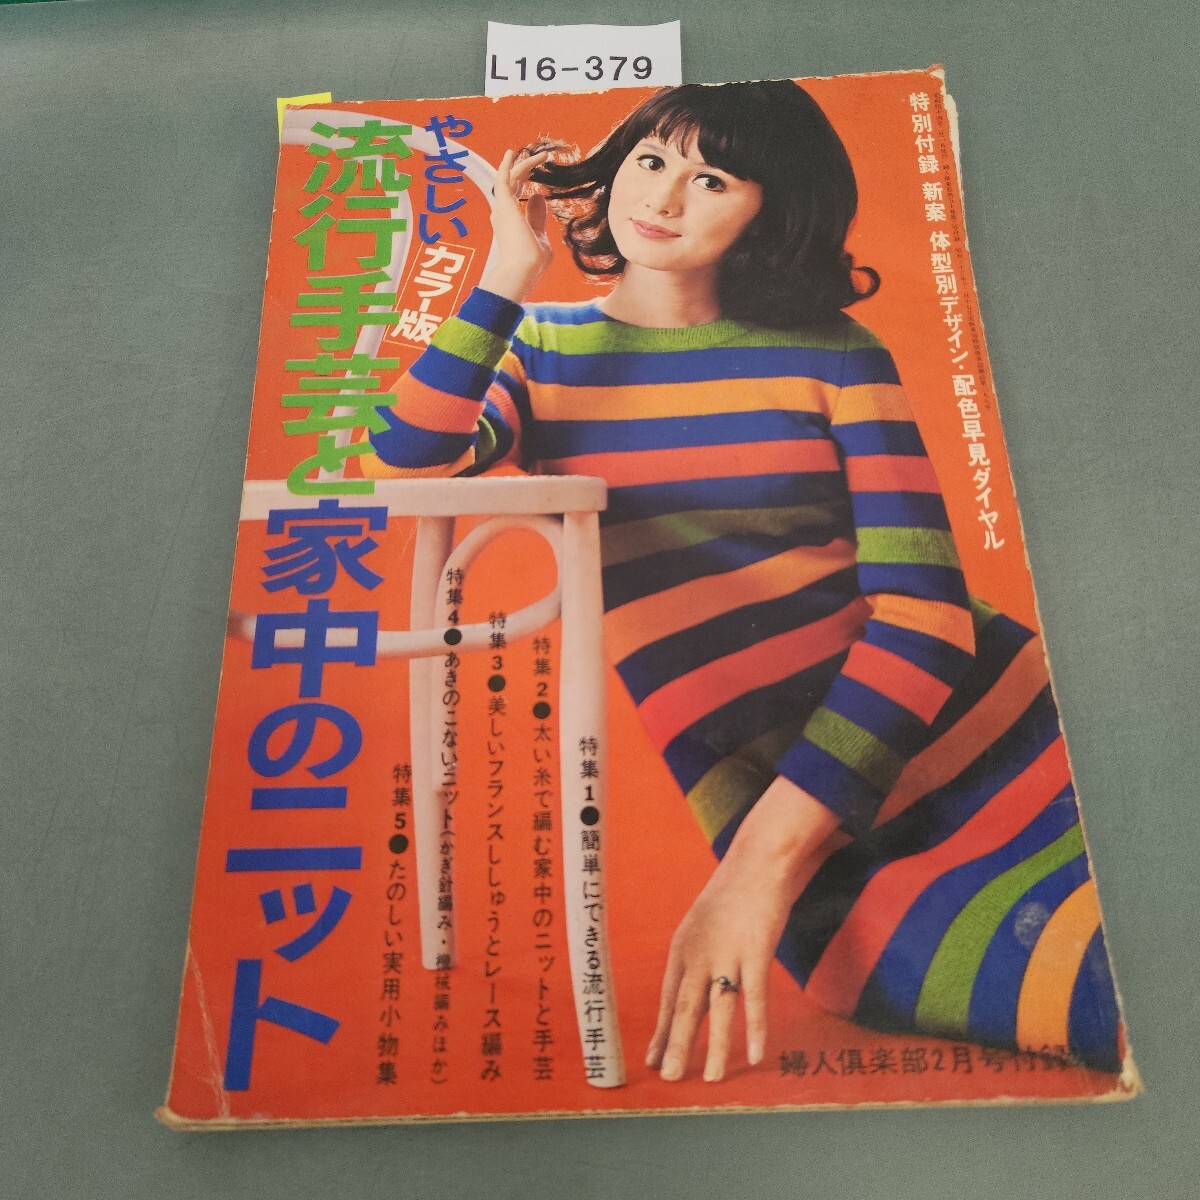 L16-379
特別付録 新案 体型別デザイン・配色早見ダイヤル
やさしい
カラー版
流行手芸と家中のニット
特集1●簡単にできる流行手芸
特集2●太い糸で編む家中のニットと手芸
特集3●美しいフランスししゅうとレース編み
特集4●あきのこないニット(かぎ針編み・機械編みほか)
特集5●たのしい実用小物集
婦人倶楽部2月号付録